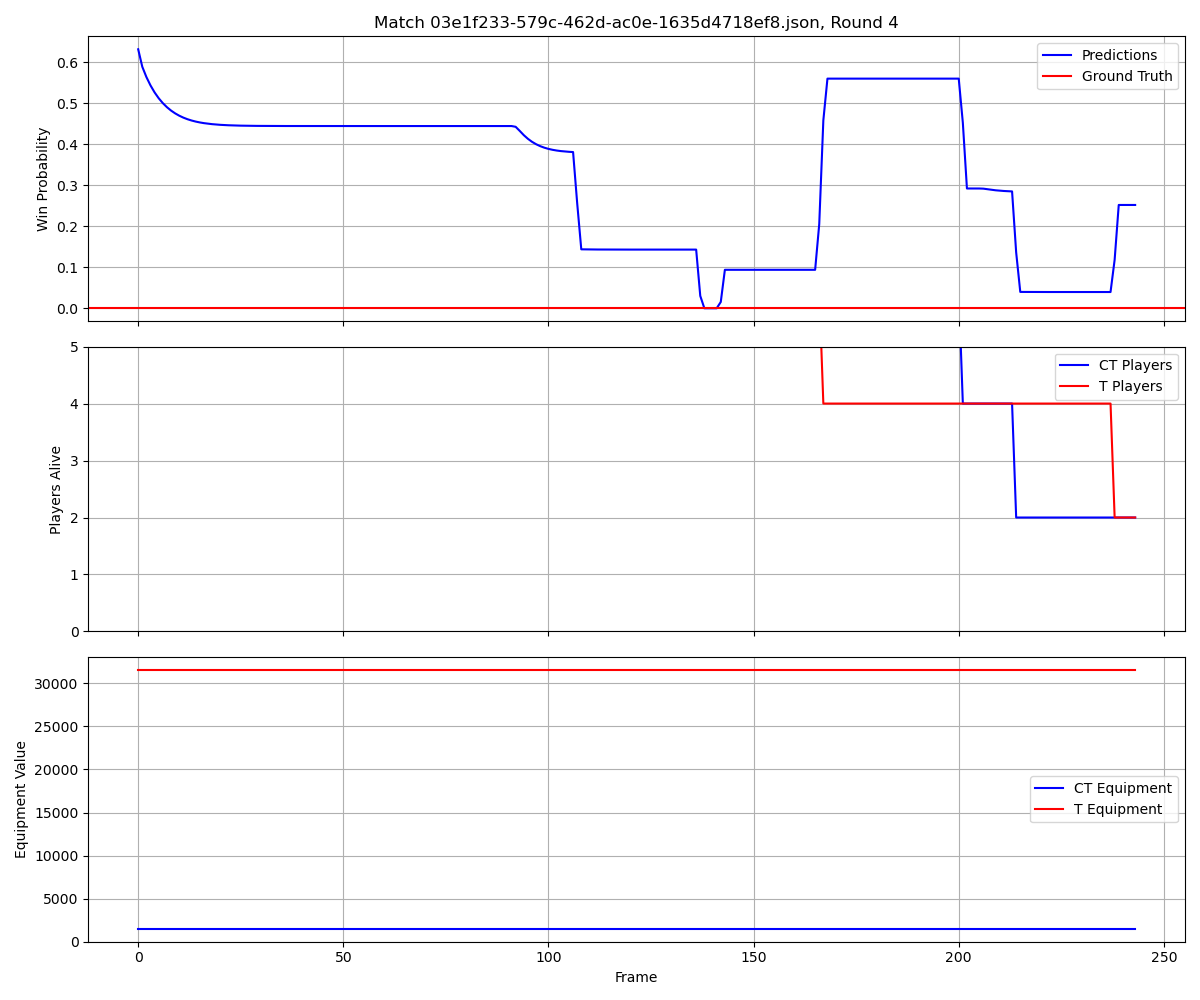 Match 03e1f233-579c-462d-ac0e-1635d4718ef8.json, Round 4
Win Probability
0.6
0.5
0.4
0.3
0.2
0.1
0.0
Predictions
Ground Truth
Players Alive
5
4
3
2
1
0
CT Players
T Players
Equipment Value
30000
25000
20000
15000
10000
5000
0
CT Equipment
T Equipment
0 50 100 150 200 250
Frame